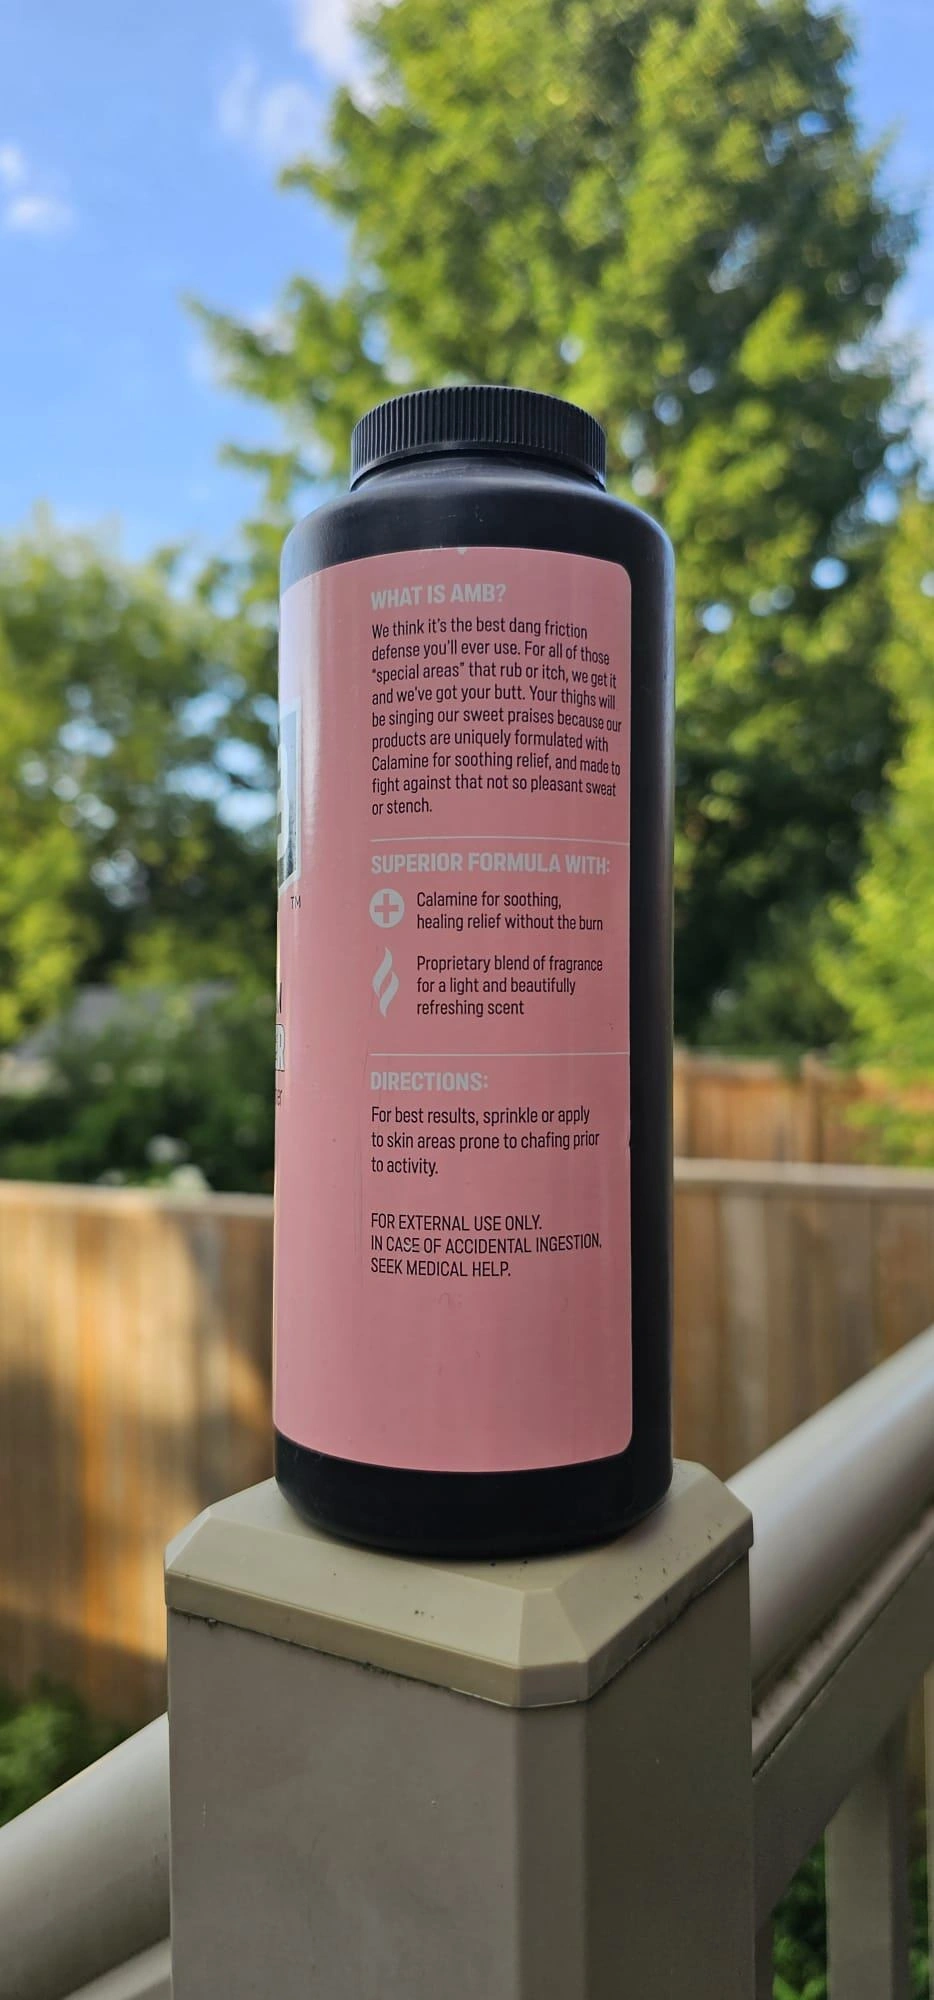 WHAT IS AMB?
We think it's the best dang friction
defense you'll ever use. For all of those
"special areas" that rub or itch, we get it
and we've got your butt. Your thighs will
be singing our sweet praises because our
products are uniquely formulated with
Calamine for soothing relief, and made to
fight against that not so pleasant sweat
or stench.
TM
SUPERIOR FORMULA WITH:
Calamine for soothing,
healing relief without the burn
Proprietary blend of fragrance
for a light and beautifully
refreshing scent
DIRECTIONS:
For best results, sprinkle or apply
to skin areas prone to chafing prior
to activity.
FOR EXTERNAL USE ONLY.
IN CASE OF ACCIDENTAL INGESTION,
SEEK MEDICAL HELP.